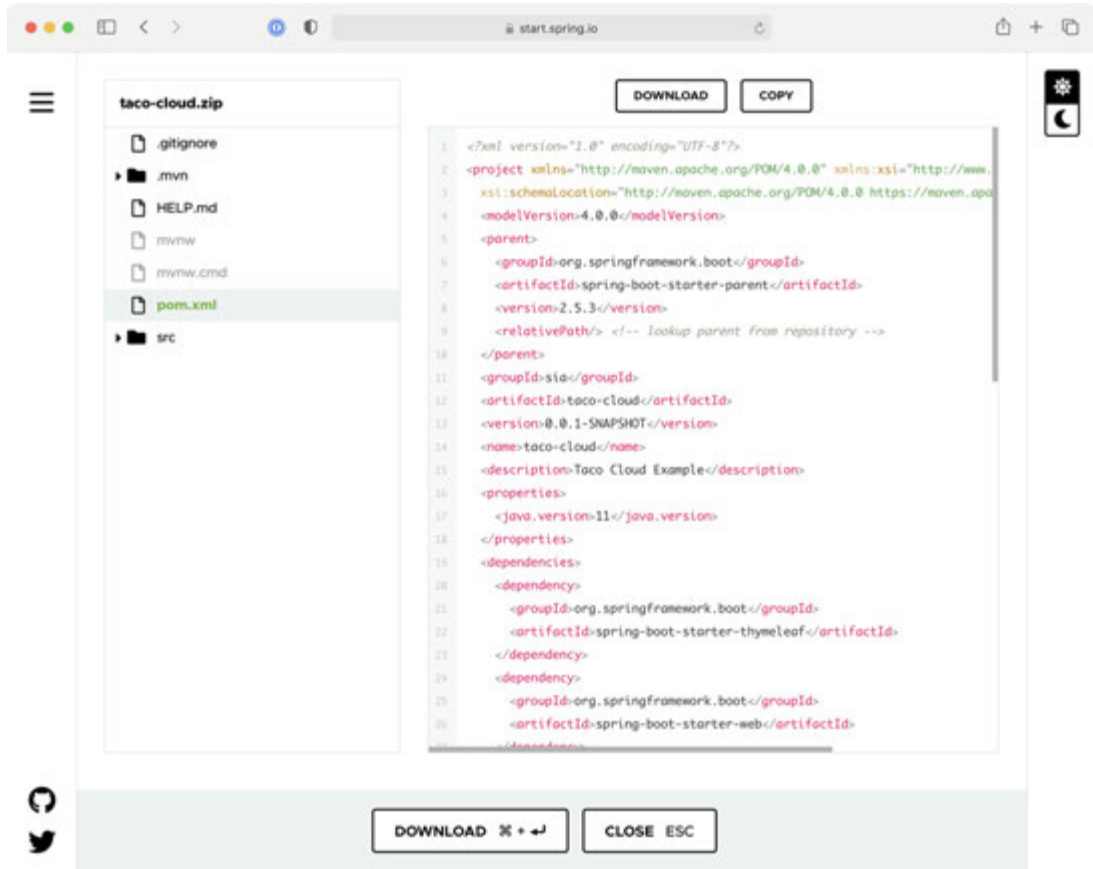 start.spring.io
taco-cloud.zip
.gitignore
.mvn
HELP.md
mvnw
mvnw.cmd
pom.xml
src
DOWNLOAD
COPY
1 <?xml version="1.0" encoding="UTF-8"?>
2 <project xmlns="http://maven.apache.org/POM/4.0.0" xmlns:xsi="http://www.
3 xsi:schemaLocation="http://maven.apache.org/POM/4.0.0 https://maven.apa
4 <modelVersion>4.0.0</modelVersion>
5 <parent>
6 <groupId>org.springframework.boot</groupId>
7 <artifactId>spring-boot-starter-parent</artifactId>
8 <version>2.5.3</version>
9 <relativePath/> <!-- lookup parent from repository -->
10 </parent>
11 <groupId>sia</groupId>
12 <artifactId>taco-cloud</artifactId>
13 <version>0.0.1-SNAPSHOT</version>
14 <name>taco-cloud</name>
15 <description>Taco Cloud Example</description>
16 <properties>
17 <java.version>11</java.version>
18 </properties>
19 <dependencies>
20 <dependency>
21 <groupId>org.springframework.boot</groupId>
22 <artifactId>spring-boot-starter-thymeleaf</artifactId>
23 </dependency>
24 <dependency>
25 <groupId>org.springframework.boot</groupId>
26 <artifactId>spring-boot-starter-web</artifactId>
</dependency>
DOWNLOAD ⌘ + ↵
CLOSE ESC